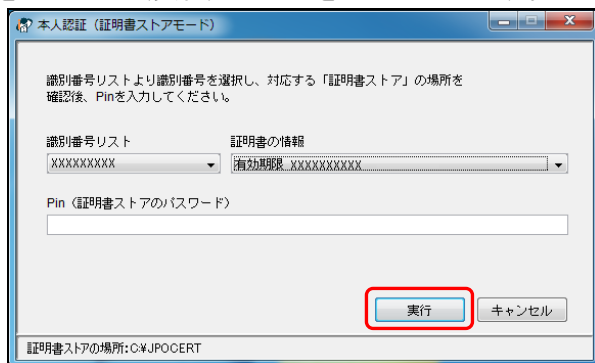 本人認証（証明書ストアモード）
識別番号リストより識別番号を選択し、対応する「証明書ストア」の場所を
確認後、Pinを入力してください。
識別番号リスト 証明書の情報
XXXXXXXXX 有効期限 XXXXXXXXXX
Pin（証明書ストアのパスワード）
実行 キャンセル
証明書ストアの場所:C:¥JPOCERT